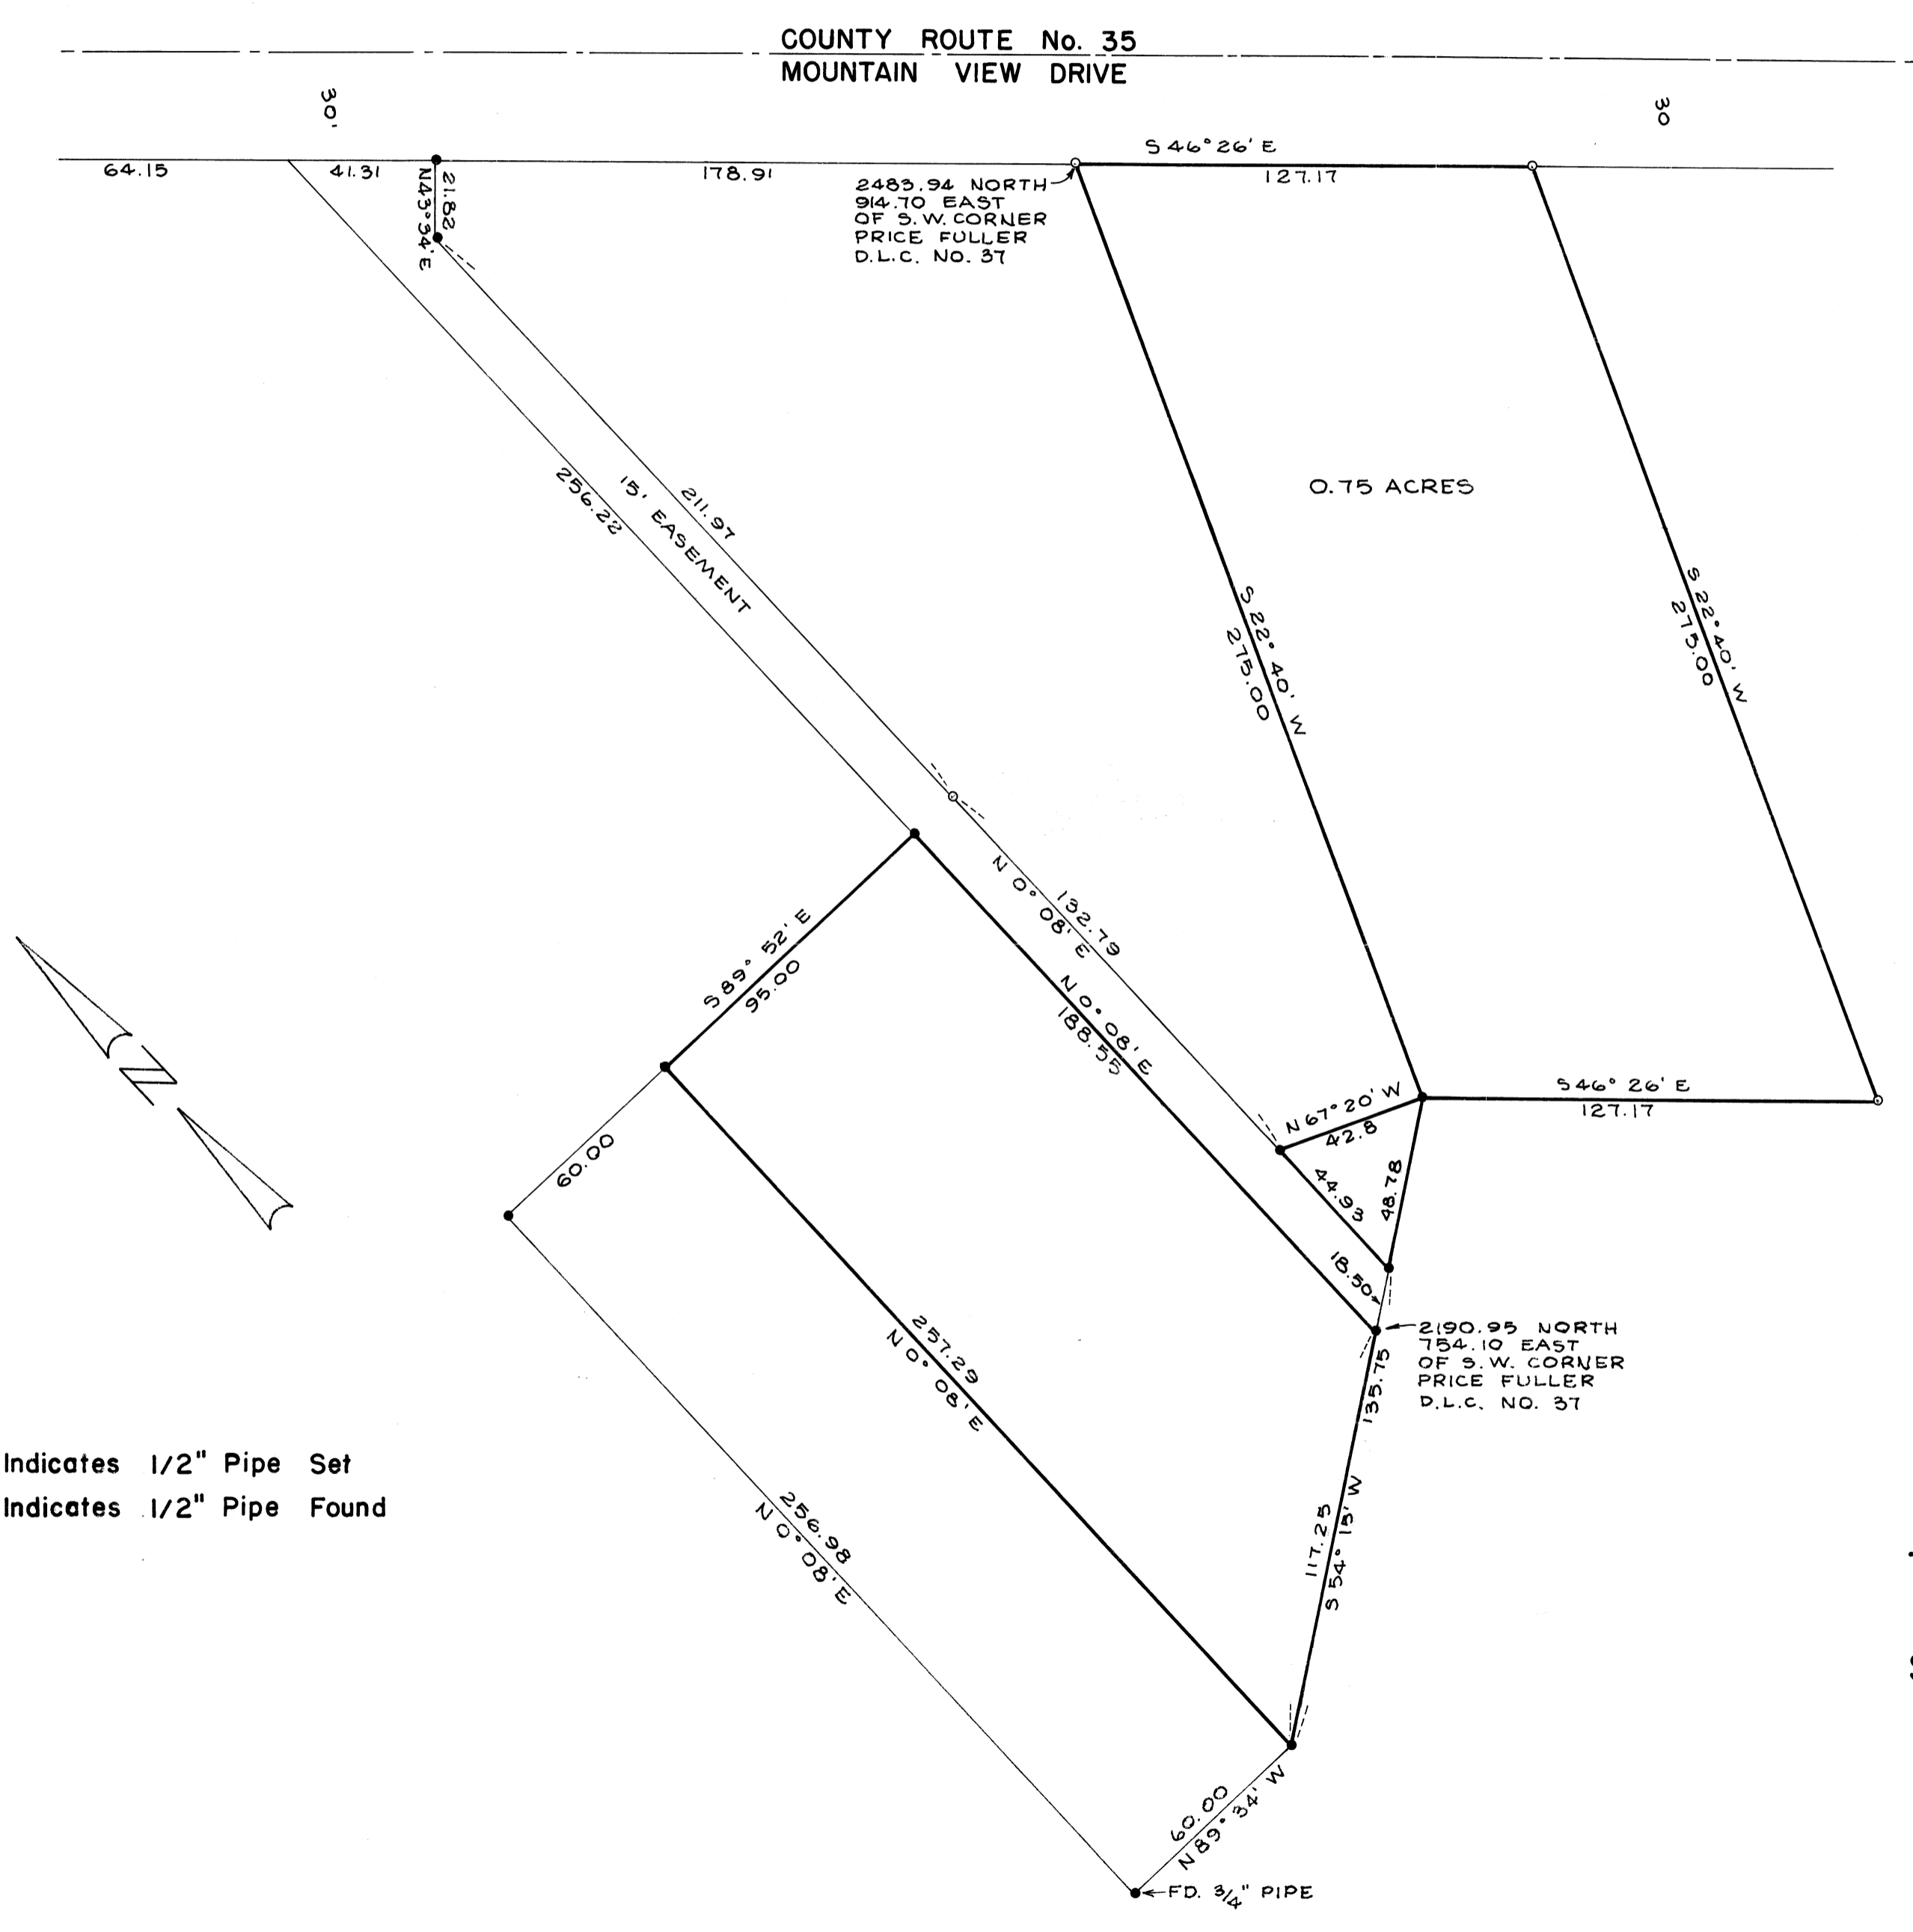 COUNTY ROUTE No. 35
MOUNTAIN VIEW DRIVE
30'
30
S 46° 26' E
64.15
41.31
178.91
127.17
21.82
N 43° 34' E
2483.94 NORTH
914.70 EAST
OF S.W. CORNER
PRICE FULLER
D.L.C. NO. 37
0.75 ACRES
211.97
15' EASEMENT
256.22
S 22° 40' W
275.00
S 22° 40' W
275.00
132.79
N 0° 08' E
S 89° 52' E
95.00
N 0° 08' E
188.55
N
N 67° 20' W
42.8
S 46° 26' E
127.17
60.00
44.93
48.78
18.50
2190.95 NORTH
754.10 EAST
OF S.W. CORNER
PRICE FULLER
D.L.C. NO. 37
135.75
257.29
N 0° 08' E
Indicates 1/2" Pipe Set
Indicates 1/2" Pipe Found
117.25
S 54° 15' W
256.98
N 0° 08' E
60.00
N 89° 34' W
FD. 3/4" PIPE